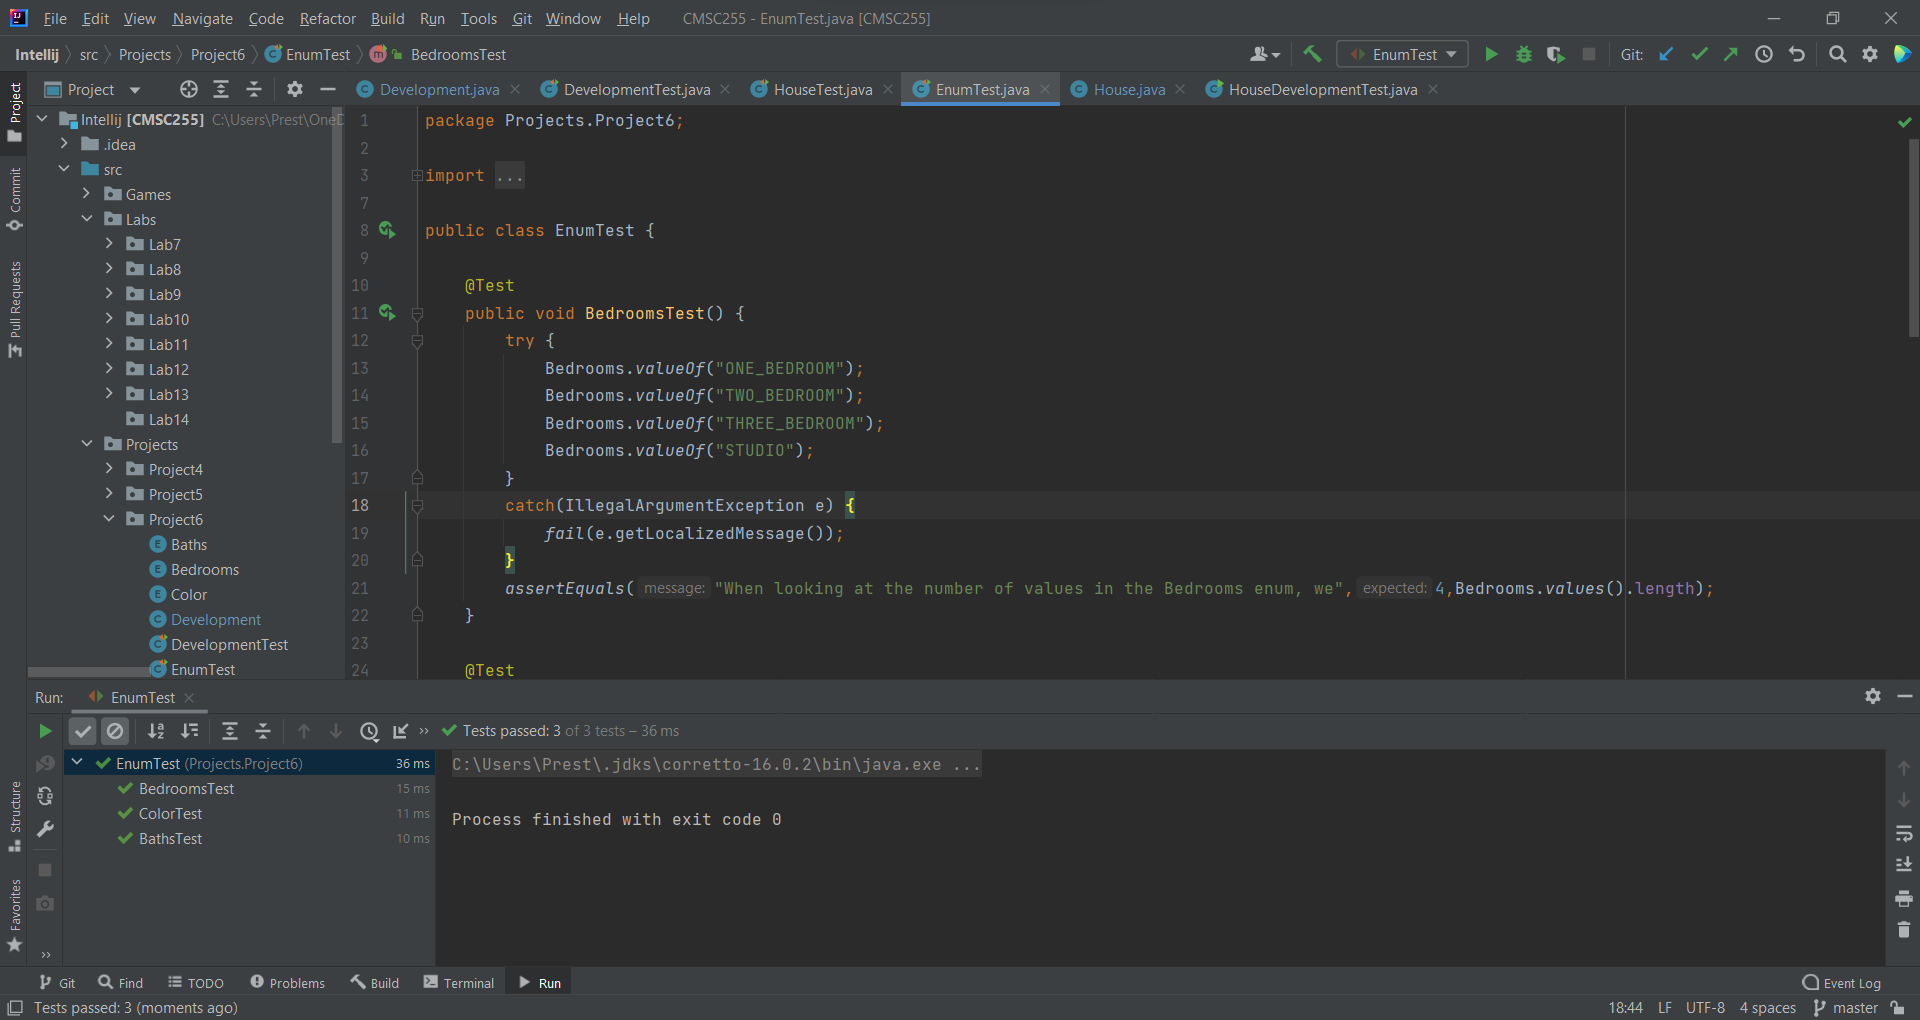 File Edit View Navigate Code Refactor Build Run Tools Git Window Help CMSC255 - EnumTest.java [CMSC255]
Intellij src Projects Project6 EnumTest BedroomsTest EnumTest Git:
Project
Development.java DevelopmentTest.java HouseTest.java EnumTest.java House.java HouseDevelopmentTest.java
Project
Commit
Pull Requests
Structure
Favorites
Intellij [CMSC255] C:\Users\Prest\OneD
.idea
src
Games
Labs
Lab7
Lab8
Lab9
Lab10
Lab11
Lab12
Lab13
Lab14
Projects
Project4
Project5
Project6
Baths
Bedrooms
Color
Development
DevelopmentTest
EnumTest
1 package Projects.Project6;
2
3 import ...
7
8 public class EnumTest {
9
10 @Test
11 public void BedroomsTest() {
12 try {
13 Bedrooms.valueOf("ONE_BEDROOM");
14 Bedrooms.valueOf("TWO_BEDROOM");
15 Bedrooms.valueOf("THREE_BEDROOM");
16 Bedrooms.valueOf("STUDIO");
17 }
18 catch(IllegalArgumentException e) {
19 fail(e.getLocalizedMessage());
20 }
21 assertEquals( message: "When looking at the number of values in the Bedrooms enum, we", expected: 4,Bedrooms.values().length);
22 }
23
24 @Test
Run: EnumTest
Tests passed: 3 of 3 tests – 36 ms
EnumTest (Projects.Project6) 36 ms
BedroomsTest 15 ms
ColorTest 11 ms
BathsTest 10 ms
C:\Users\Prest\.jdks\corretto-16.0.2\bin\java.exe ...
Process finished with exit code 0
Git Find TODO Problems Build Terminal Run Event Log
Tests passed: 3 (moments ago) 18:44 LF UTF-8 4 spaces master